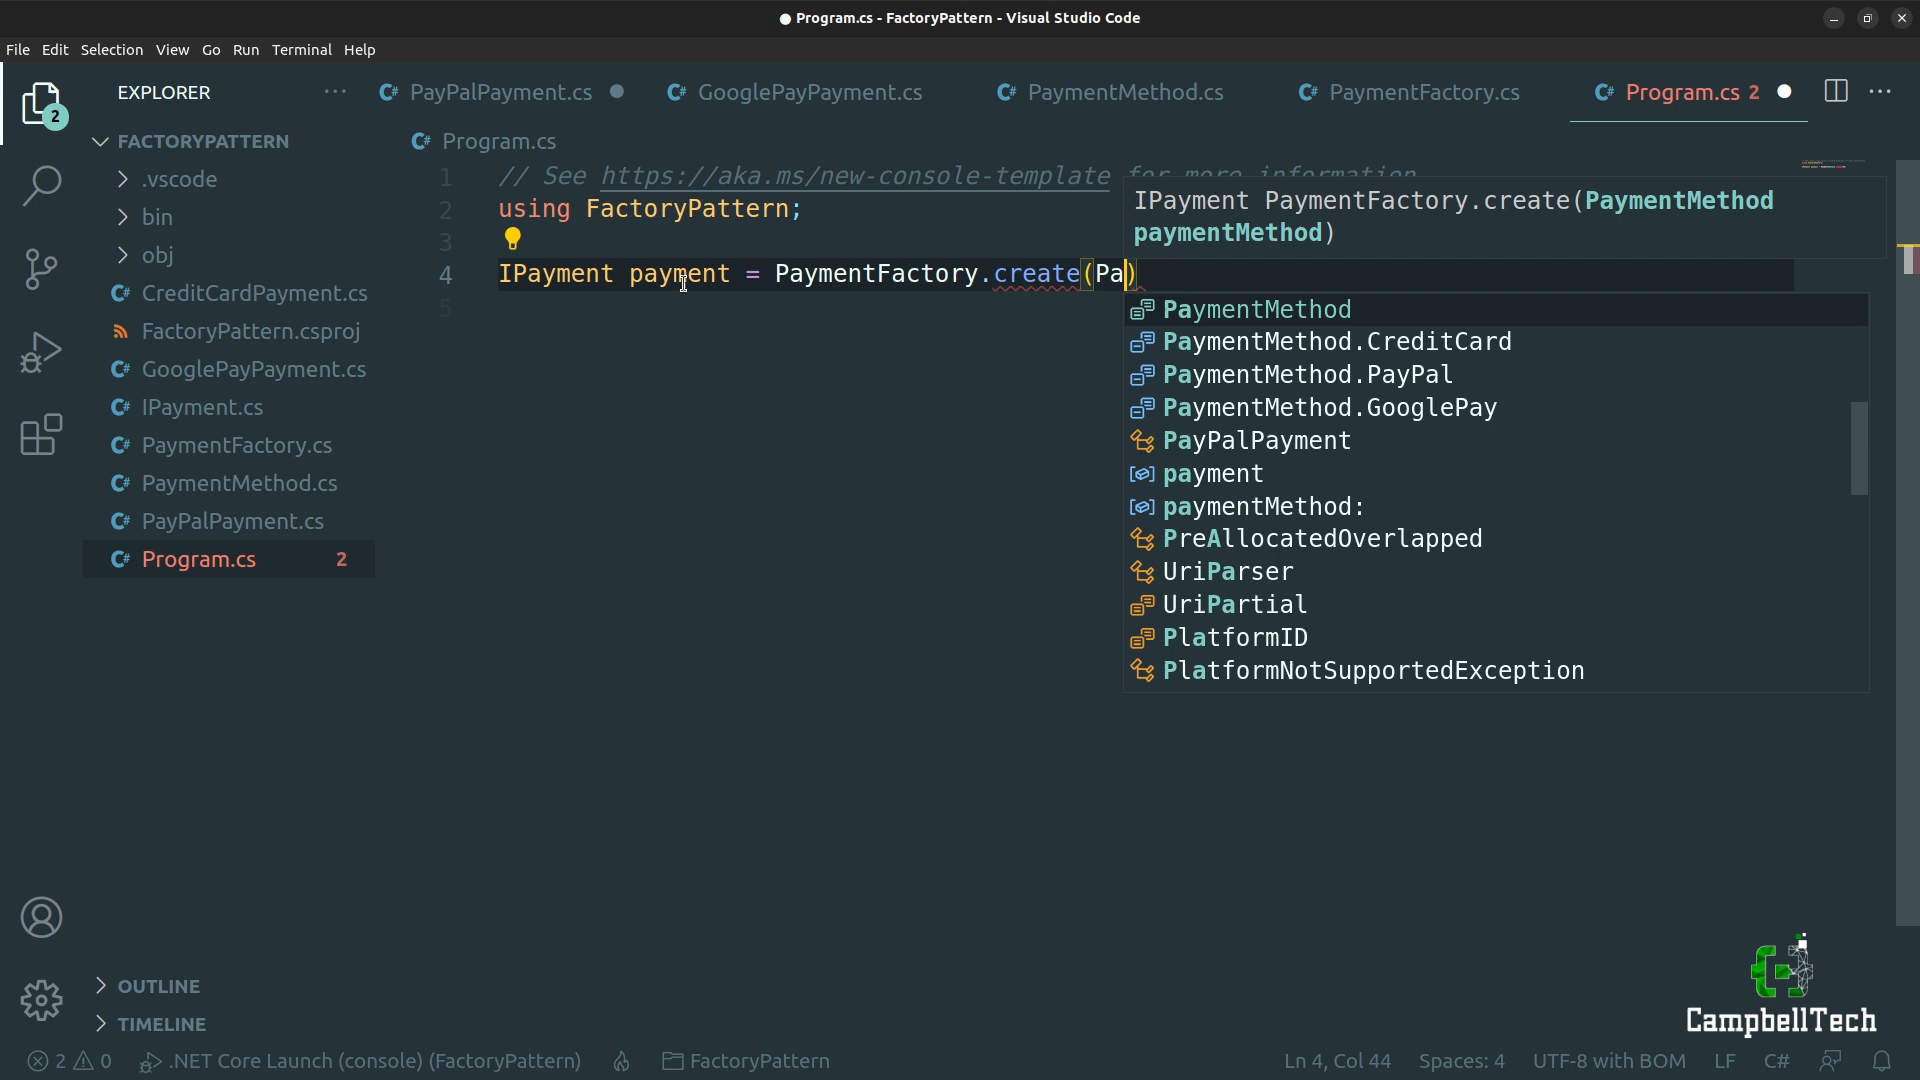 Program.cs - FactoryPattern - Visual Studio Code
File Edit Selection View Go Run Terminal Help
EXPLORER
PayPalPayment.cs GooglePayPayment.cs PaymentMethod.cs PaymentFactory.cs Program.cs 2
2
FACTORYPATTERN
.vscode
bin
obj
CreditCardPayment.cs
FactoryPattern.csproj
GooglePayPayment.cs
IPayment.cs
PaymentFactory.cs
PaymentMethod.cs
PayPalPayment.cs
Program.cs 2
OUTLINE
TIMELINE
Program.cs
1 // See https://aka.ms/new-console-template for more information
2 using FactoryPattern;
3
4 IPayment payment = PaymentFactory.create(Pa)
5
IPayment PaymentFactory.create(PaymentMethod
paymentMethod)
PaymentMethod
PaymentMethod.CreditCard
PaymentMethod.PayPal
PaymentMethod.GooglePay
PayPalPayment
payment
paymentMethod:
PreAllocatedOverlapped
UriParser
UriPartial
PlatformID
PlatformNotSupportedException
CampbellTech
2 0 .NET Core Launch (console) (FactoryPattern) FactoryPattern Ln 4, Col 44 Spaces: 4 UTF-8 with BOM LF C#